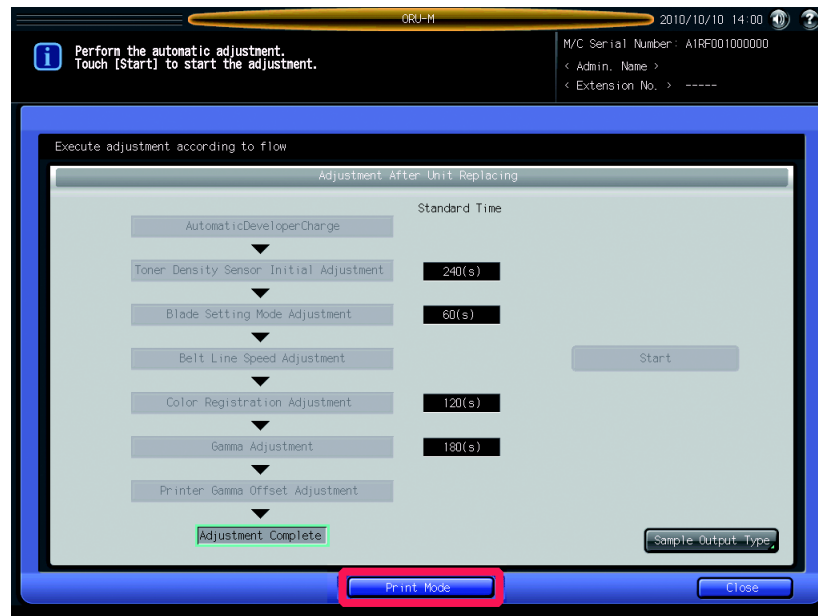 ORU-M
2010/10/10 14:00
Perform the automatic adjustment.
Touch [Start] to start the adjustment.
M/C Serial Number: A1RF001000000
< Admin. Name >
< Extension No. > -----
Execute adjustment according to flow
Adjustment After Unit Replacing
Standard Time
AutomaticDeveloperCharge
Toner Density Sensor Initial Adjustment 240(s)
Blade Setting Mode Adjustment 60(s)
Belt Line Speed Adjustment
Start
Color Registration Adjustment 120(s)
Gamma Adjustment 180(s)
Printer Gamma Offset Adjustment
Adjustment Complete
Sample Output Type
Print Mode
Close